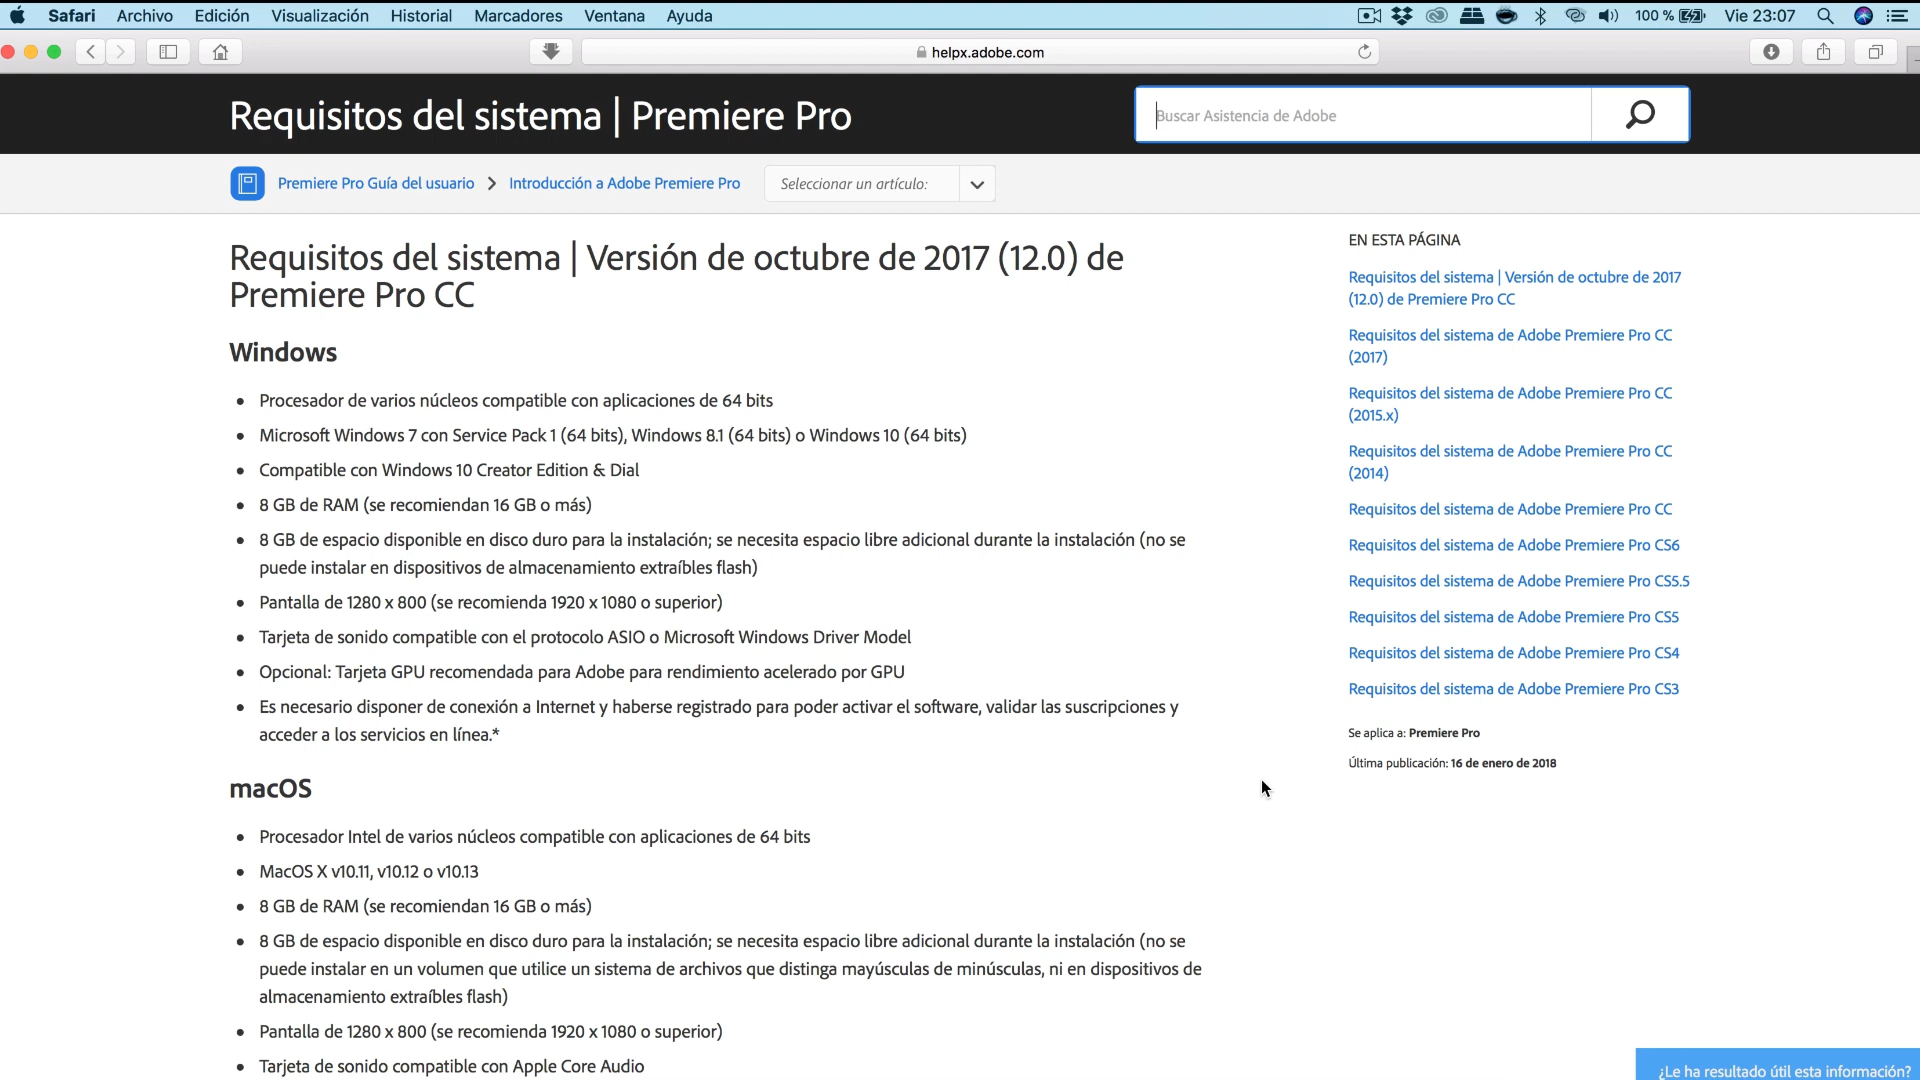 Safari Archivo Edición Visualización Historial Marcadores Ventana Ayuda 100 % Vie 23:07
helpx.adobe.com
Requisitos del sistema | Premiere Pro
Buscar Asistencia de Adobe
Premiere Pro Guía del usuario Introducción a Adobe Premiere Pro Seleccionar un artículo:
Requisitos del sistema | Versión de octubre de 2017 (12.0) de
Premiere Pro CC
Windows
Procesador de varios núcleos compatible con aplicaciones de 64 bits
Microsoft Windows 7 con Service Pack 1 (64 bits), Windows 8.1 (64 bits) o Windows 10 (64 bits)
Compatible con Windows 10 Creator Edition & Dial
8 GB de RAM (se recomiendan 16 GB o más)
8 GB de espacio disponible en disco duro para la instalación; se necesita espacio libre adicional durante la instalación (no se
puede instalar en dispositivos de almacenamiento extraíbles flash)
Pantalla de 1280 x 800 (se recomienda 1920 x 1080 o superior)
Tarjeta de sonido compatible con el protocolo ASIO o Microsoft Windows Driver Model
Opcional: Tarjeta GPU recomendada para Adobe para rendimiento acelerado por GPU
Es necesario disponer de conexión a Internet y haberse registrado para poder activar el software, validar las suscripciones y
acceder a los servicios en línea.*
macOS
Procesador Intel de varios núcleos compatible con aplicaciones de 64 bits
MacOS X v10.11, v10.12 o v10.13
8 GB de RAM (se recomiendan 16 GB o más)
8 GB de espacio disponible en disco duro para la instalación; se necesita espacio libre adicional durante la instalación (no se
puede instalar en un volumen que utilice un sistema de archivos que distinga mayúsculas de minúsculas, ni en dispositivos de
almacenamiento extraíbles flash)
Pantalla de 1280 x 800 (se recomienda 1920 x 1080 o superior)
Tarjeta de sonido compatible con Apple Core Audio
EN ESTA PÁGINA
Requisitos del sistema | Versión de octubre de 2017
(12.0) de Premiere Pro CC
Requisitos del sistema de Adobe Premiere Pro CC
(2017)
Requisitos del sistema de Adobe Premiere Pro CC
(2015.x)
Requisitos del sistema de Adobe Premiere Pro CC
(2014)
Requisitos del sistema de Adobe Premiere Pro CC
Requisitos del sistema de Adobe Premiere Pro CS6
Requisitos del sistema de Adobe Premiere Pro CS5.5
Requisitos del sistema de Adobe Premiere Pro CS5
Requisitos del sistema de Adobe Premiere Pro CS4
Requisitos del sistema de Adobe Premiere Pro CS3
Se aplica a: Premiere Pro
Última publicación: 16 de enero de 2018
¿Le ha resultado útil esta información?